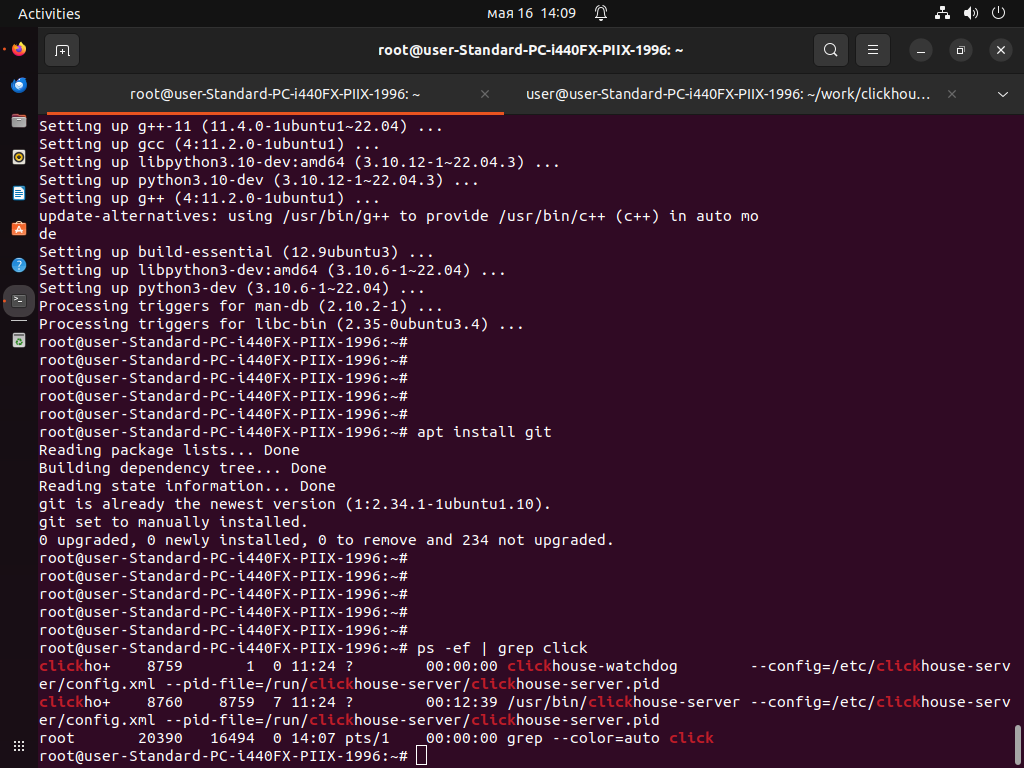 Activities
мая 16 14:09
root@user-Standard-PC-i440FX-PIIX-1996: ~
root@user-Standard-PC-i440FX-PIIX-1996: ~
user@user-Standard-PC-i440FX-PIIX-1996: ~/work/clickhou...
Setting up g++-11 (11.4.0-1ubuntu1~22.04) ...
Setting up gcc (4:11.2.0-1ubuntu1) ...
Setting up libpython3.10-dev:amd64 (3.10.12-1~22.04.3) ...
Setting up python3.10-dev (3.10.12-1~22.04.3) ...
Setting up g++ (4:11.2.0-1ubuntu1) ...
update-alternatives: using /usr/bin/g++ to provide /usr/bin/c++ (c++) in auto mo
de
Setting up build-essential (12.9ubuntu3) ...
Setting up libpython3-dev:amd64 (3.10.6-1~22.04) ...
Setting up python3-dev (3.10.6-1~22.04) ...
Processing triggers for man-db (2.10.2-1) ...
Processing triggers for libc-bin (2.35-0ubuntu3.4) ...
root@user-Standard-PC-i440FX-PIIX-1996:~#
root@user-Standard-PC-i440FX-PIIX-1996:~#
root@user-Standard-PC-i440FX-PIIX-1996:~#
root@user-Standard-PC-i440FX-PIIX-1996:~#
root@user-Standard-PC-i440FX-PIIX-1996:~#
root@user-Standard-PC-i440FX-PIIX-1996:~# apt install git
Reading package lists... Done
Building dependency tree... Done
Reading state information... Done
git is already the newest version (1:2.34.1-1ubuntu1.10).
git set to manually installed.
0 upgraded, 0 newly installed, 0 to remove and 234 not upgraded.
root@user-Standard-PC-i440FX-PIIX-1996:~#
root@user-Standard-PC-i440FX-PIIX-1996:~#
root@user-Standard-PC-i440FX-PIIX-1996:~#
root@user-Standard-PC-i440FX-PIIX-1996:~#
root@user-Standard-PC-i440FX-PIIX-1996:~#
root@user-Standard-PC-i440FX-PIIX-1996:~# ps -ef | grep click
clickho+    8759       1  0 11:24 ?        00:00:00 clickhouse-watchdog        --config=/etc/clickhouse-serv
er/config.xml --pid-file=/run/clickhouse-server/clickhouse-server.pid
clickho+    8760    8759  7 11:24 ?        00:12:39 /usr/bin/clickhouse-server --config=/etc/clickhouse-serv
er/config.xml --pid-file=/run/clickhouse-server/clickhouse-server.pid
root       20390   16494  0 14:07 pts/1    00:00:00 grep --color=auto click
root@user-Standard-PC-i440FX-PIIX-1996:~#